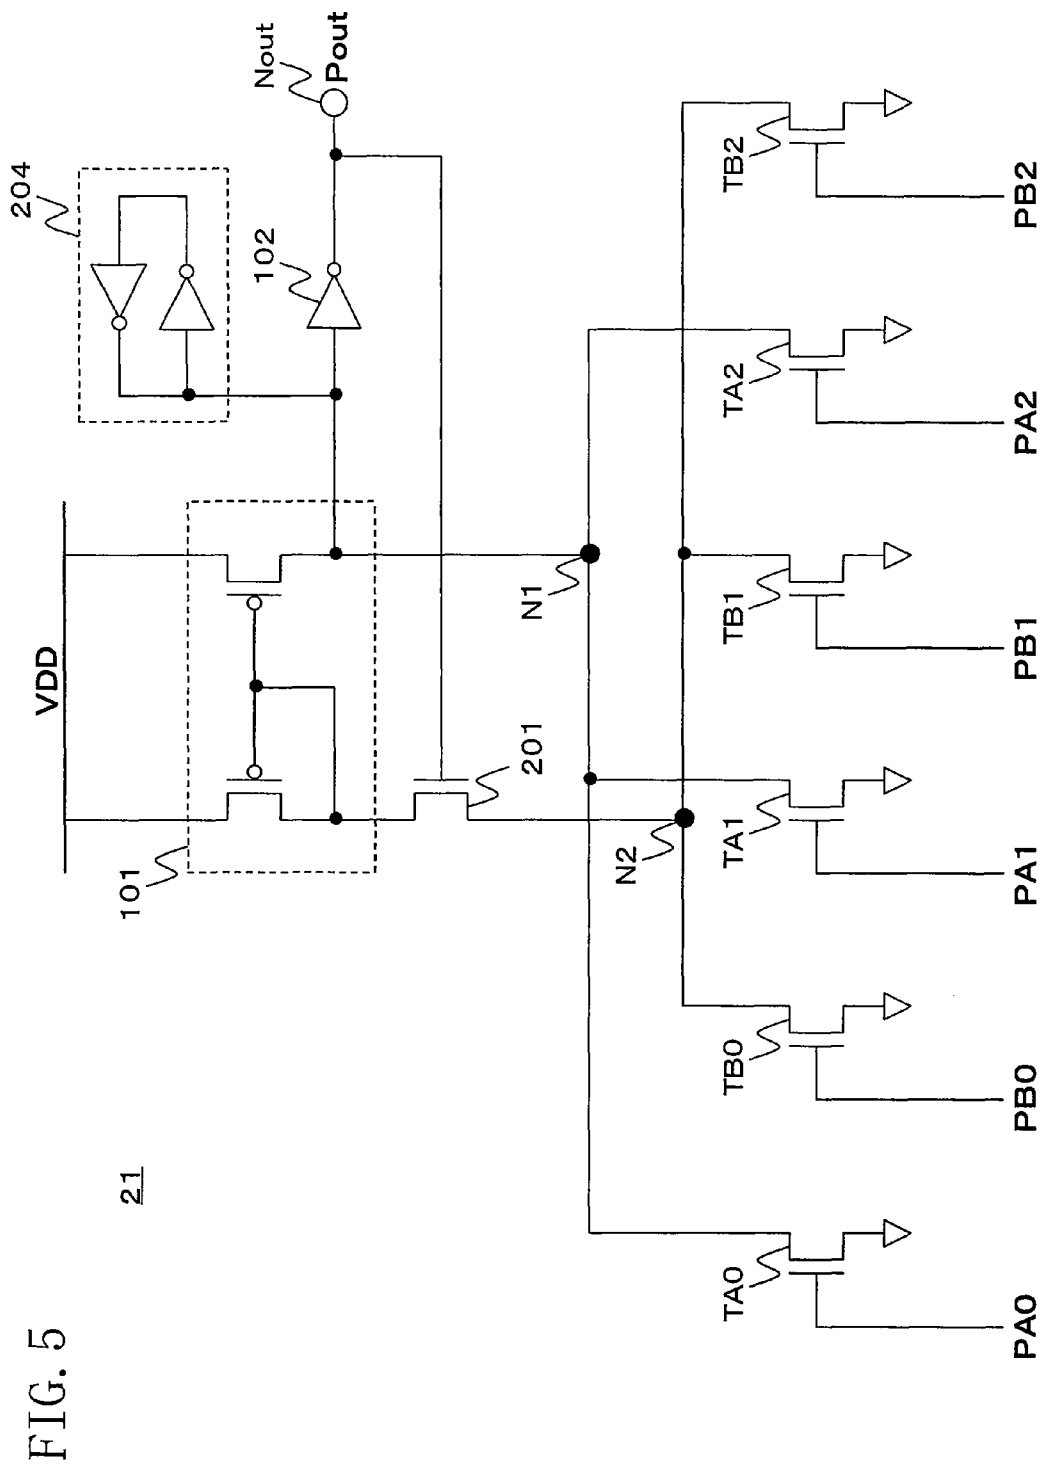 FIG. 5
21
VDD
101
204
102
Nout
Pout
201
N1
N2
TA0
TB0
TA1
TB1
TA2
TB2
PA0
PB0
PA1
PB1
PA2
PB2